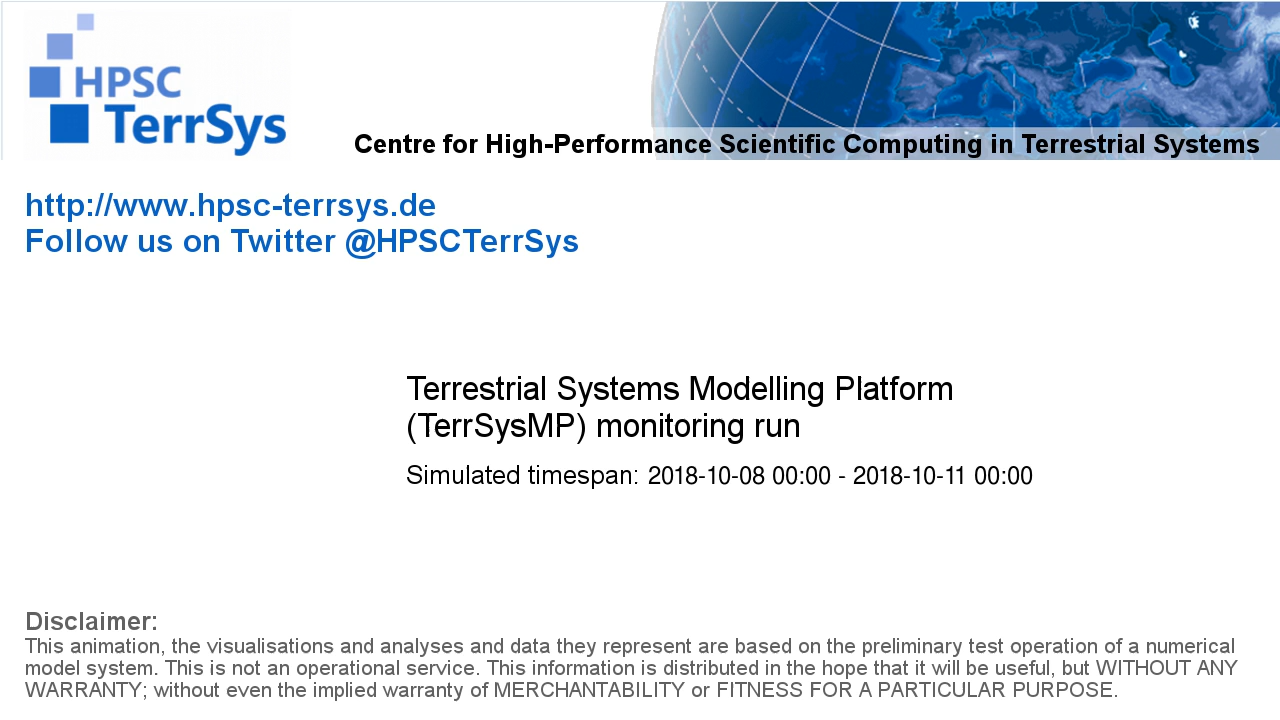 HPSC
TerrSys
Centre for High-Performance Scientific Computing in Terrestrial Systems
http://www.hpsc-terrsys.de
Follow us on Twitter @HPSCTerrSys
Terrestrial Systems Modelling Platform
(TerrSysMP) monitoring run
Simulated timespan: 2018-10-08 00:00 - 2018-10-11 00:00
Disclaimer:
This animation, the visualisations and analyses and data they represent are based on the preliminary test operation of a numerical
model system. This is not an operational service. This information is distributed in the hope that it will be useful, but WITHOUT ANY
WARRANTY; without even the implied warranty of MERCHANTABILITY or FITNESS FOR A PARTICULAR PURPOSE.